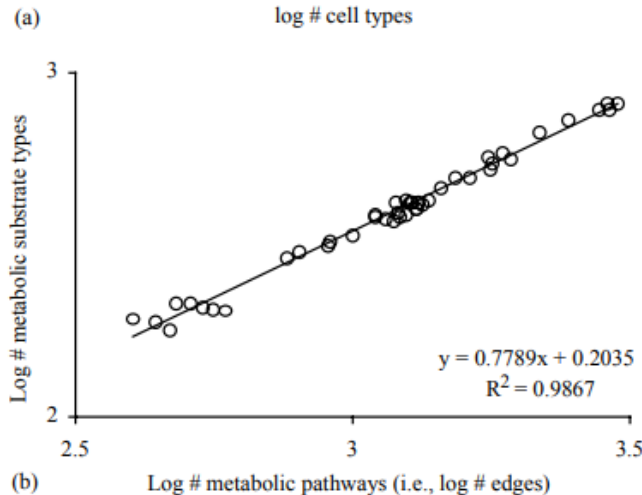 (a)
log # cell types
3
Log # metabolic substrate types
y = 0.7789x + 0.2035
R² = 0.9867
2
2.5 3 3.5
(b) Log # metabolic pathways (i.e., log # edges)